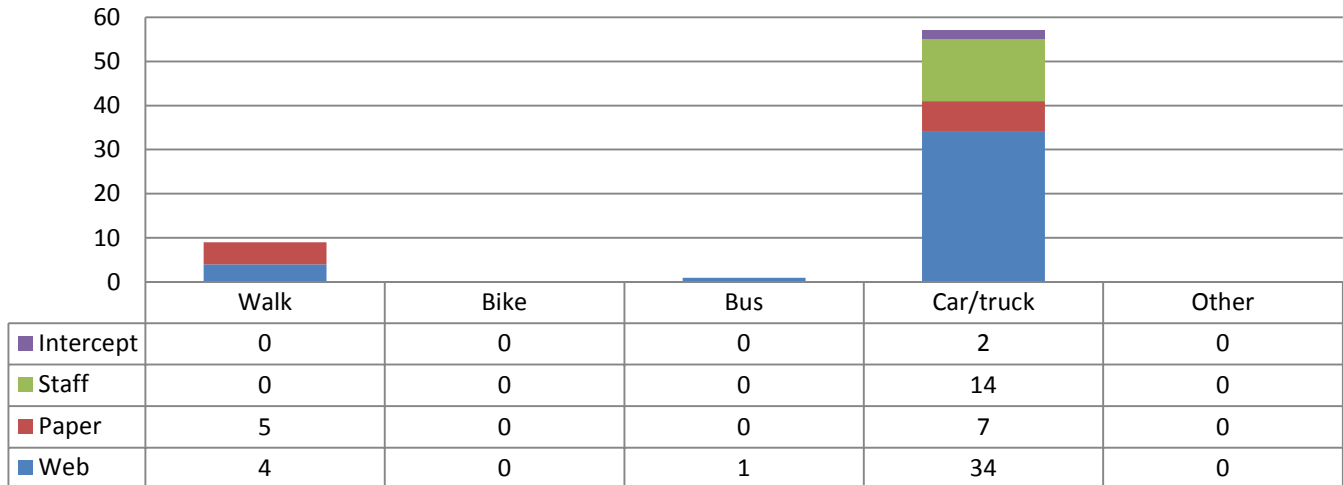 60
50
40
30
20
10
0
Walk Bike Bus Car/truck Other
Intercept 0 0 0 2 0
Staff 0 0 0 14 0
Paper 5 0 0 7 0
Web 4 0 1 34 0